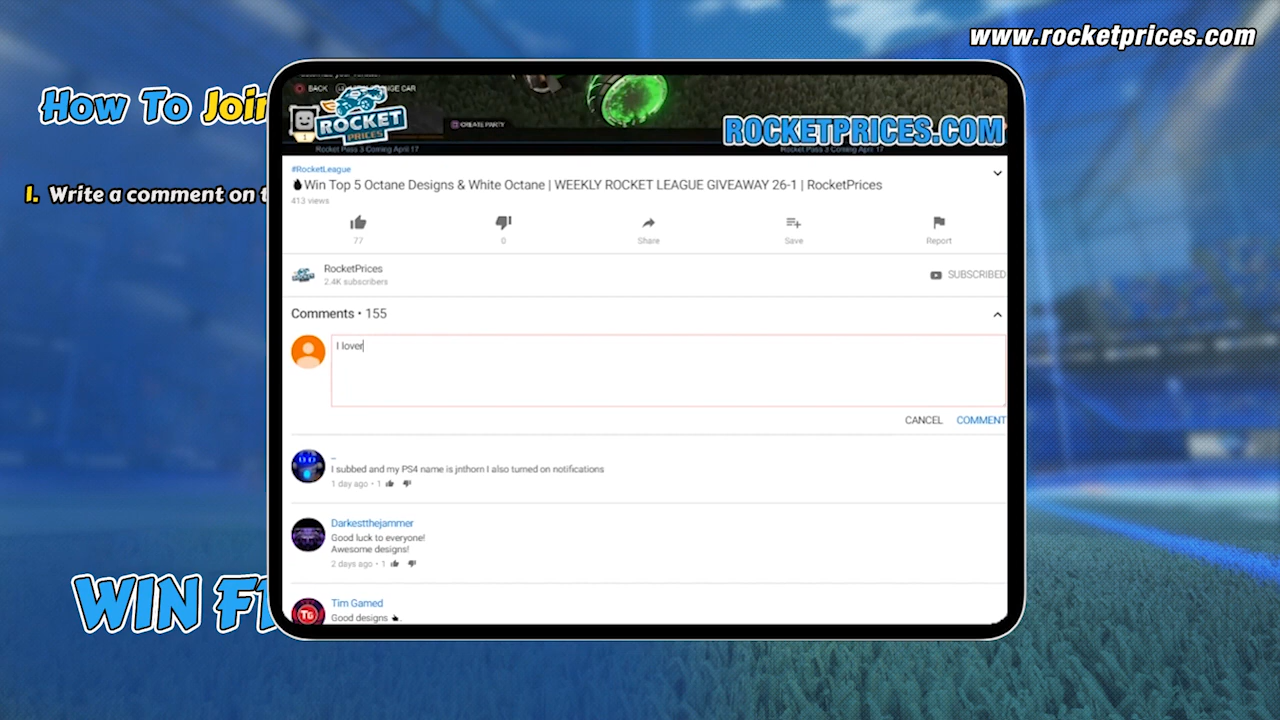 www.rocketprices.com
How To Join
1. Write a comment on t
BACK
CREATE PARTY
ROCKET
PRICES
ROCKETPRICES.COM
Rocket Pass 3 Coming April 17
Rocket Pass 3 Coming April 17
#RocketLeague
Win Top 5 Octane Designs & White Octane | WEEKLY ROCKET LEAGUE GIVEAWAY 26-1 | RocketPrices
413 views
77
0
Share
Save
Report
RocketPrices
2.4K subscribers
SUBSCRIBED
Comments • 155
I lover
CANCEL
COMMENT
I subbed and my PS4 name is jnthorn I also turned on notifications
1 day ago • 1
Darkestthejammer
Good luck to everyone!
Awesome designs!
2 days ago • 1
TG
Tim Gamed
Good designs
WIN